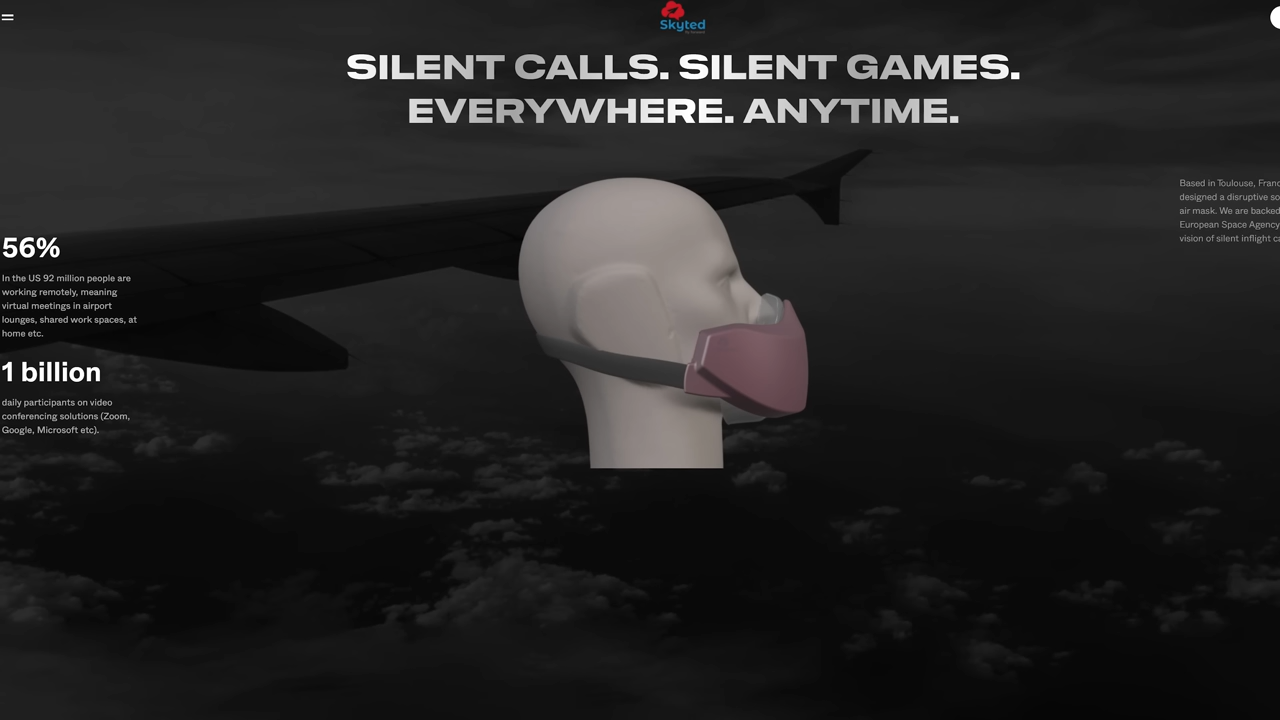 Skyted
SILENT CALLS. SILENT GAMES.
EVERYWHERE. ANYTIME.
56%
In the US 92 million people are
working remotely, meaning
virtual meetings in airport
lounges, shared work spaces, at
home etc.
1 billion
daily participants on video
conferencing solutions (Zoom,
Google, Microsoft etc).
Based in Toulouse,
designed a disruptive
air mask. We are backed
European Space Agency
vision of silent inflight